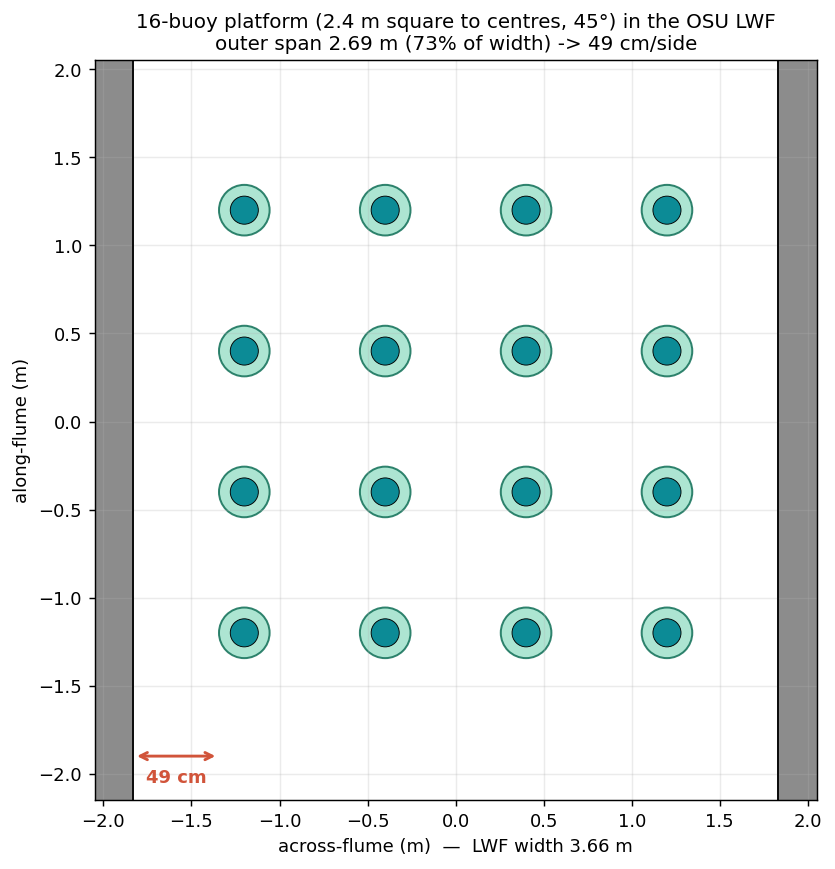 16-buoy platform (2.4 m square to centres, 45°) in the OSU LWF
outer span 2.69 m (73% of width) -> 49 cm/side
2.0
1.5
1.0
0.5
0.0
−0.5
−1.0
−1.5
−2.0
along-flume (m)
49 cm
−2.0 −1.5 −1.0 −0.5 0.0 0.5 1.0 1.5 2.0
across-flume (m) — LWF width 3.66 m